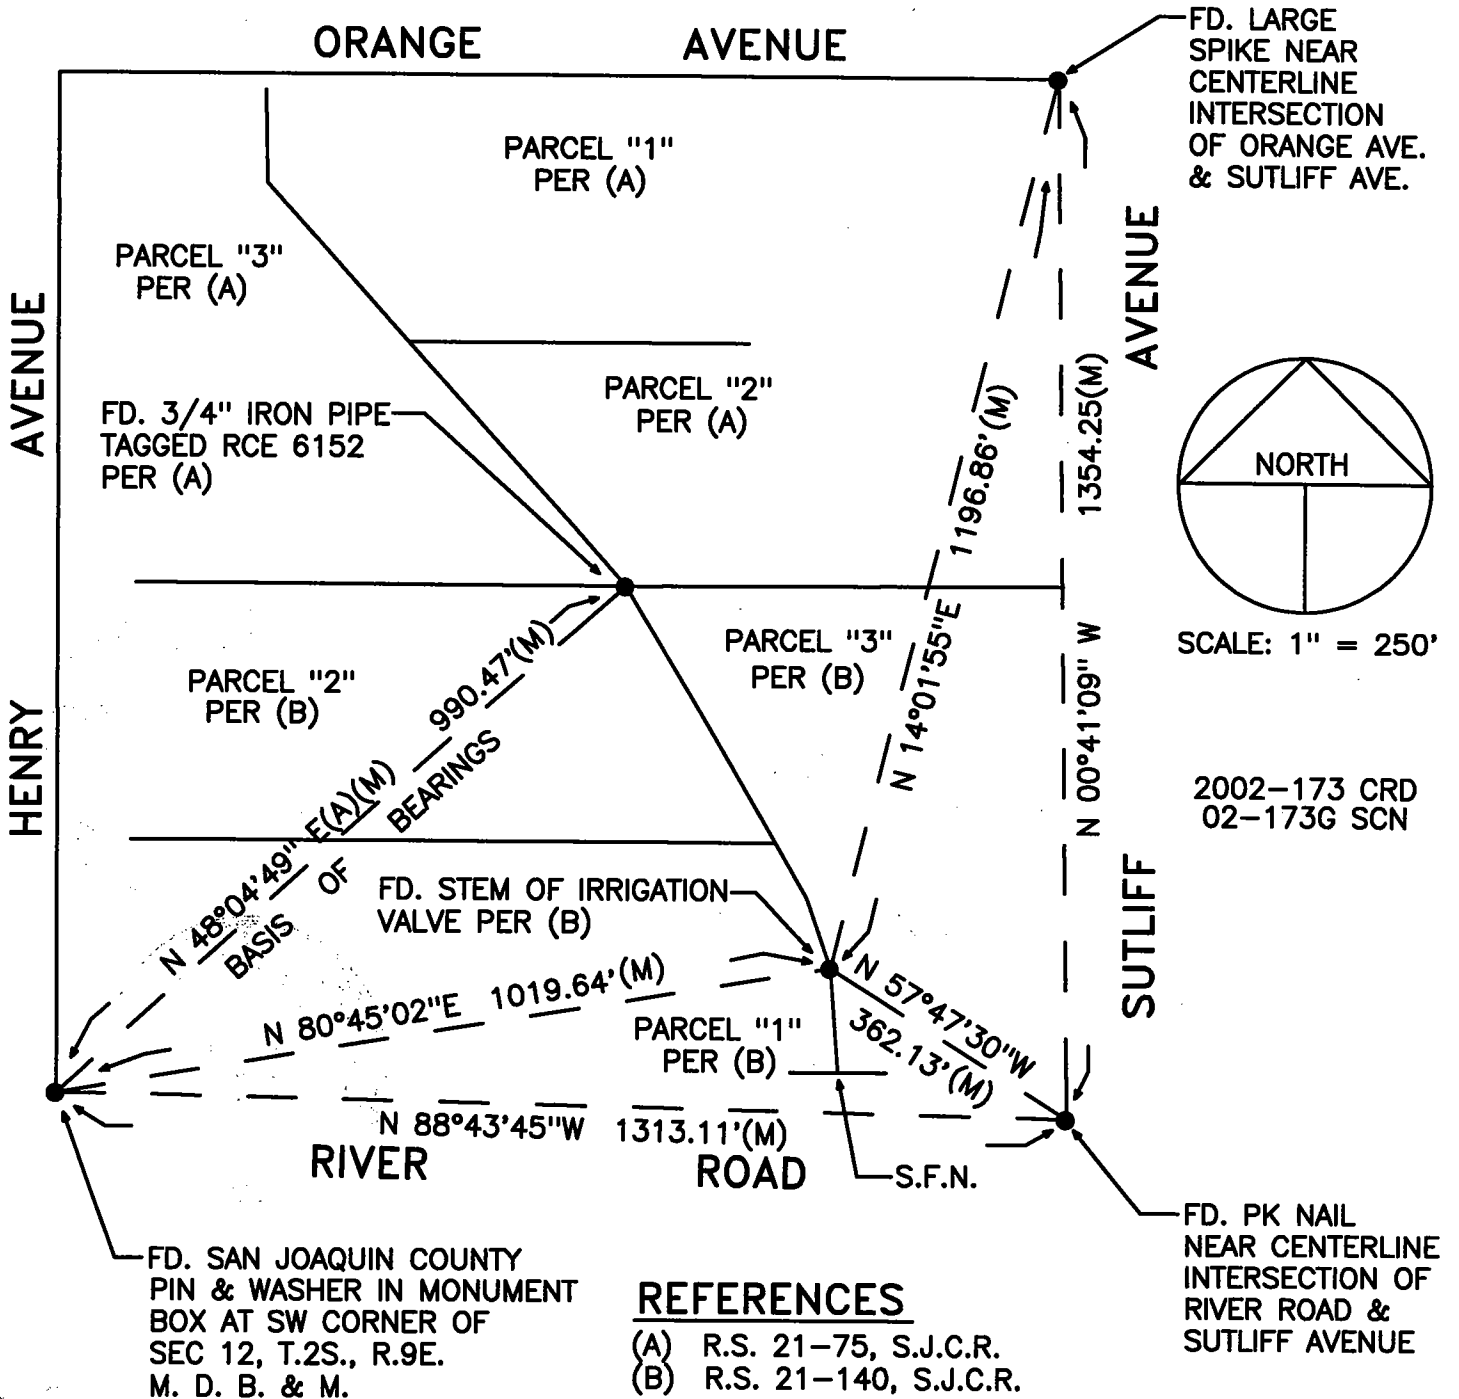 ORANGE AVENUE
FD. LARGE
SPIKE NEAR
CENTERLINE
INTERSECTION
OF ORANGE AVE.
& SUTLIFF AVE.
PARCEL "1"
PER (A)
PARCEL "3"
PER (A)
HENRY AVENUE
SUTLIFF AVENUE
PARCEL "2"
PER (A)
FD. 3/4" IRON PIPE
TAGGED RCE 6152
PER (A)
N 14°01'55"E 1196.86'(M)
N 00°41'09" W 1354.25(M)
NORTH
SCALE: 1" = 250'
PARCEL "3"
PER (B)
PARCEL "2"
PER (B)
N 48°04'49" E(A)(M) 990.47'(M)
BASIS OF BEARINGS
2002-173 CRD
02-173G SCN
FD. STEM OF IRRIGATION
VALVE PER (B)
N 80°45'02"E 1019.64'(M)
N 57°47'30"W
362.13'(M)
PARCEL "1"
PER (B)
N 88°43'45"W 1313.11'(M)
RIVER ROAD
S.F.N.
FD. SAN JOAQUIN COUNTY
PIN & WASHER IN MONUMENT
BOX AT SW CORNER OF
SEC 12, T.2S., R.9E.
M. D. B. & M.
REFERENCES
(A) R.S. 21-75, S.J.C.R.
(B) R.S. 21-140, S.J.C.R.
FD. PK NAIL
NEAR CENTERLINE
INTERSECTION OF
RIVER ROAD &
SUTLIFF AVENUE